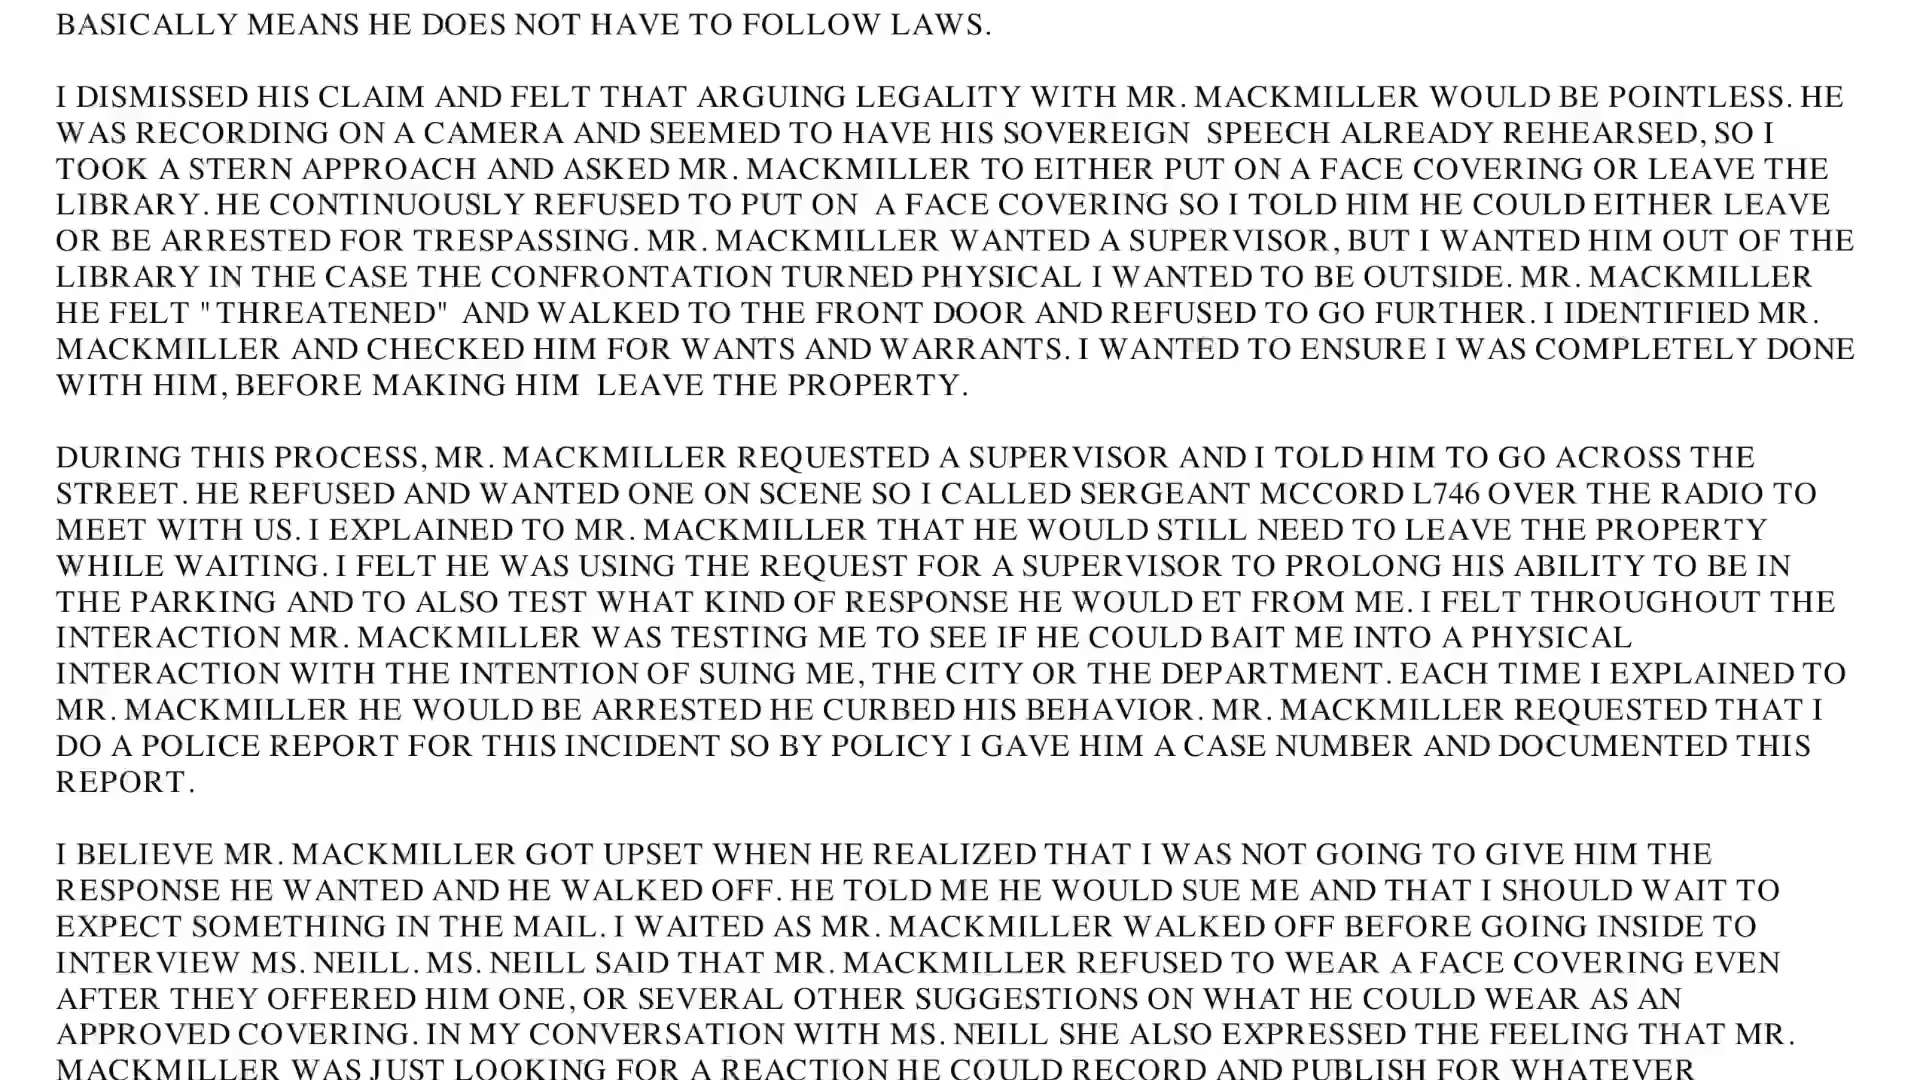 BASICALLY MEANS HE DOES NOT HAVE TO FOLLOW LAWS.
I DISMISSED HIS CLAIM AND FELT THAT ARGUING LEGALITY WITH MR. MACKMILLER WOULD BE POINTLESS. HE
WAS RECORDING ON A CAMERA AND SEEMED TO HAVE HIS SOVEREIGN SPEECH ALREADY REHEARSED, SO I
TOOK A STERN APPROACH AND ASKED MR. MACKMILLER TO EITHER PUT ON A FACE COVERING OR LEAVE THE
LIBRARY. HE CONTINUOUSLY REFUSED TO PUT ON A FACE COVERING SO I TOLD HIM HE COULD EITHER LEAVE
OR BE ARRESTED FOR TRESPASSING. MR. MACKMILLER WANTED A SUPERVISOR, BUT I WANTED HIM OUT OF THE
LIBRARY IN THE CASE THE CONFRONTATION TURNED PHYSICAL I WANTED TO BE OUTSIDE. MR. MACKMILLER
HE FELT "THREATENED" AND WALKED TO THE FRONT DOOR AND REFUSED TO GO FURTHER. I IDENTIFIED MR.
MACKMILLER AND CHECKED HIM FOR WANTS AND WARRANTS. I WANTED TO ENSURE I WAS COMPLETELY DONE
WITH HIM, BEFORE MAKING HIM LEAVE THE PROPERTY.
DURING THIS PROCESS, MR. MACKMILLER REQUESTED A SUPERVISOR AND I TOLD HIM TO GO ACROSS THE
STREET. HE REFUSED AND WANTED ONE ON SCENE SO I CALLED SERGEANT MCCORD L746 OVER THE RADIO TO
MEET WITH US. I EXPLAINED TO MR. MACKMILLER THAT HE WOULD STILL NEED TO LEAVE THE PROPERTY
WHILE WAITING. I FELT HE WAS USING THE REQUEST FOR A SUPERVISOR TO PROLONG HIS ABILITY TO BE IN
THE PARKING AND TO ALSO TEST WHAT KIND OF RESPONSE HE WOULD ET FROM ME. I FELT THROUGHOUT THE
INTERACTION MR. MACKMILLER WAS TESTING ME TO SEE IF HE COULD BAIT ME INTO A PHYSICAL
INTERACTION WITH THE INTENTION OF SUING ME, THE CITY OR THE DEPARTMENT. EACH TIME I EXPLAINED TO
MR. MACKMILLER HE WOULD BE ARRESTED HE CURBED HIS BEHAVIOR. MR. MACKMILLER REQUESTED THAT I
DO A POLICE REPORT FOR THIS INCIDENT SO BY POLICY I GAVE HIM A CASE NUMBER AND DOCUMENTED THIS
REPORT.
I BELIEVE MR. MACKMILLER GOT UPSET WHEN HE REALIZED THAT I WAS NOT GOING TO GIVE HIM THE
RESPONSE HE WANTED AND HE WALKED OFF. HE TOLD ME HE WOULD SUE ME AND THAT I SHOULD WAIT TO
EXPECT SOMETHING IN THE MAIL. I WAITED AS MR. MACKMILLER WALKED OFF BEFORE GOING INSIDE TO
INTERVIEW MS. NEILL. MS. NEILL SAID THAT MR. MACKMILLER REFUSED TO WEAR A FACE COVERING EVEN
AFTER THEY OFFERED HIM ONE, OR SEVERAL OTHER SUGGESTIONS ON WHAT HE COULD WEAR AS AN
APPROVED COVERING. IN MY CONVERSATION WITH MS. NEILL SHE ALSO EXPRESSED THE FEELING THAT MR.
MACKMILLER WAS JUST LOOKING FOR A REACTION HE COULD RECORD AND PUBLISH FOR WHATEVER